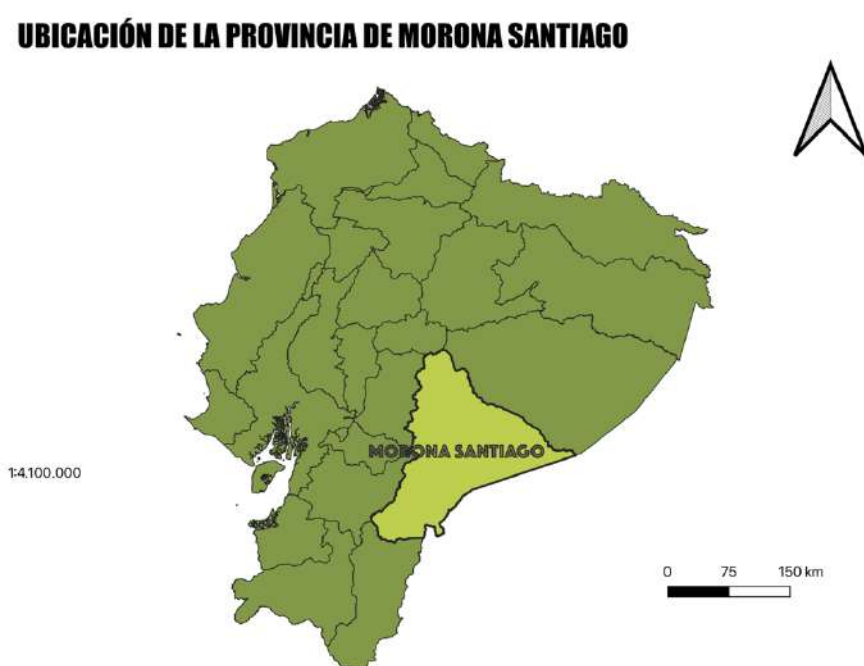 UBICACIÓN DE LA PROVINCIA DE MORONA SANTIAGO
MORONA SANTIAGO
1:4.100.000
0 75 150 km